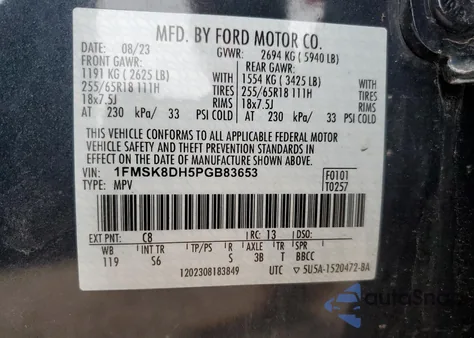 MFD. BY FORD MOTOR CO.
DATE: 08/23 GVWR: 2694 KG ( 5940 LB)
FRONT GAWR: REAR GAWR:
1191 KG ( 2625 LB) 1554 KG ( 3425 LB)
255/65R18 111H TIRES 255/65R18 111H
18x7.5J RIMS 18x7.5J
TIRES
RIMS
AT 230 kPa/ 33 PSI COLD AT 230 kPa/ 33 PSI COLD
THIS VEHICLE CONFORMS TO ALL APPLICABLE FEDERAL MOTOR
VEHICLE SAFETY, BUMPER, AND THEFT PREVENTION STANDARDS
IN EFFECT ON THE DATE OF MANUFACTURE SHOWN ABOVE.
VIN: 1FMSK8DH5PGB83653 F0101
TYPE: MPV T0257
EXT PNT: C8 RC: 13 DSO:
WB INT TR TP/PS R AXLE TR SPR
119 S6 S 3B T BBCC
1202308183849 UTC ▽5U5A-1520472-BA
autoSnap